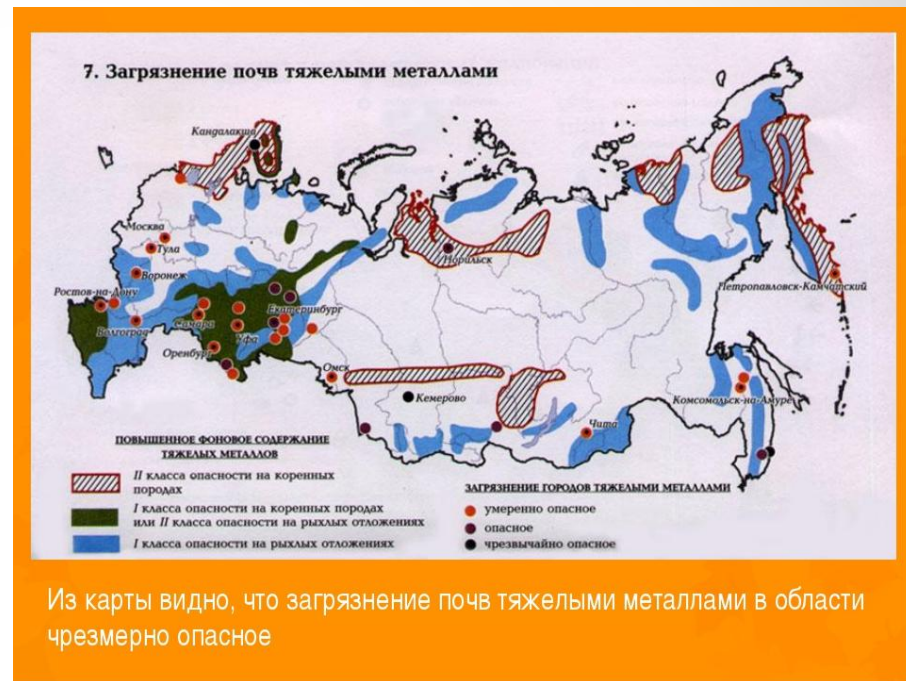 7. Загрязнение почв тяжелыми металлами
Кандалакша
Москва
Тула
Воронеж
Ростов-на-Дону
Волгоград
Самара
Екатеринбург
Уфа
Оренбург
Норильск
Петропавловск-Камчатский
Омск
Кемерово
Чита
Комсомольск-на-Амуре
ПОВЫШЕННОЕ ФОНОВОЕ СОДЕРЖАНИЕ
ТЯЖЕЛЫХ МЕТАЛЛОВ
II класса опасности на коренных
породах
I класса опасности на коренных породах
или II класса опасности на рыхлых отложениях
I класса опасности на рыхлых отложениях
ЗАГРЯЗНЕНИЕ ГОРОДОВ ТЯЖЕЛЫМИ МЕТАЛЛАМИ
умеренно опасное
опасное
чрезвычайно опасное
Из карты видно, что загрязнение почв тяжелыми металлами в области
чрезмерно опасное